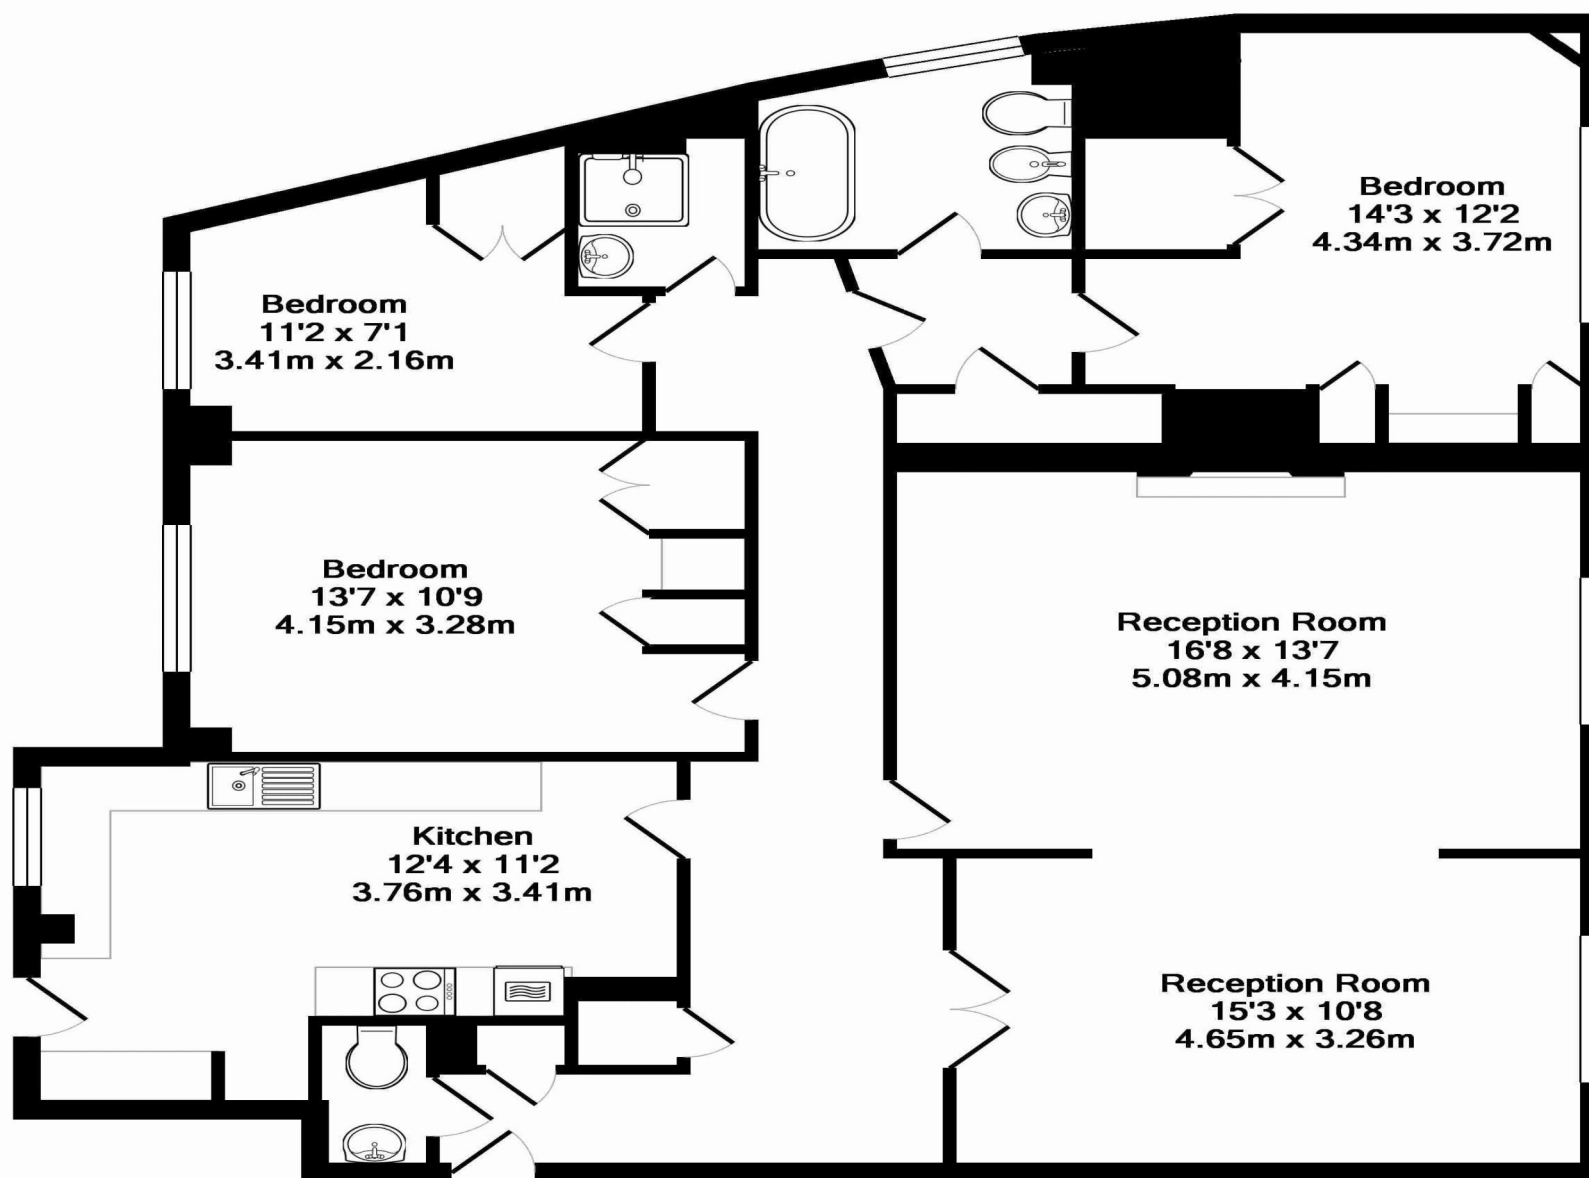 Bedroom
14'3 x 12'2
4.34m x 3.72m
Bedroom
11'2 x 7'1
3.41m x 2.16m
Bedroom
13'7 x 10'9
4.15m x 3.28m
Reception Room
16'8 x 13'7
5.08m x 4.15m
Kitchen
12'4 x 11'2
3.76m x 3.41m
Reception Room
15'3 x 10'8
4.65m x 3.26m